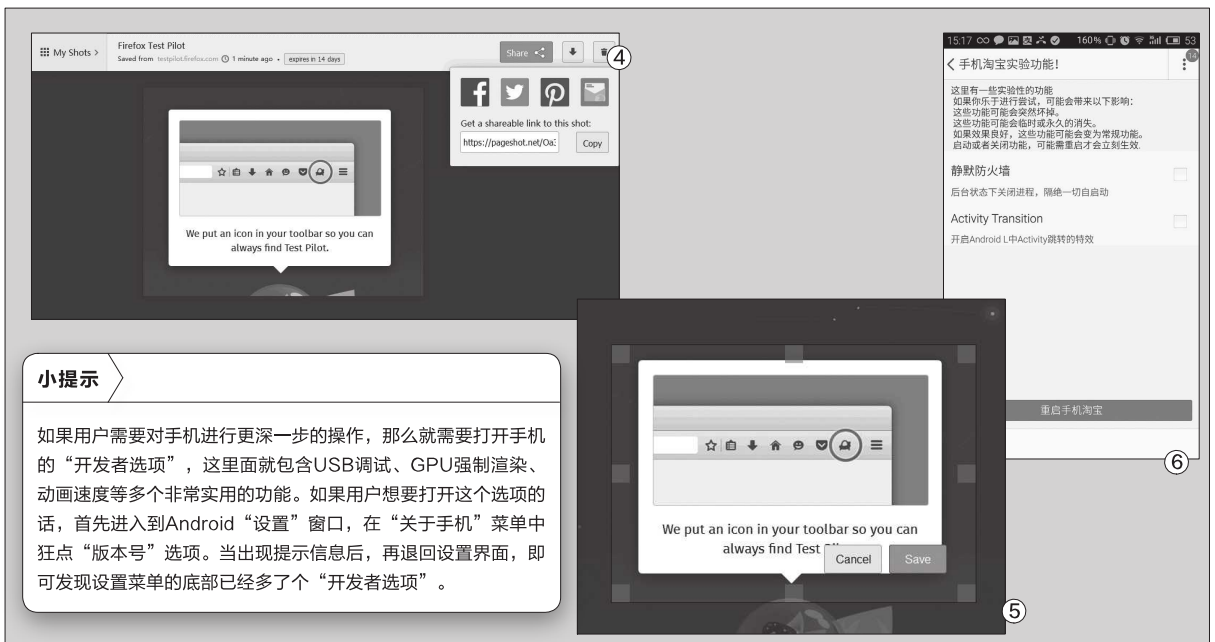 My Shots >
Firefox Test Pilot
Saved from testpilot.firefox.com 1 minute ago • expires in 14 days
Share
④
Get a shareable link to this shot:
https://pageshot.net/Oa
Copy
We put an icon in your toolbar so you can
always find Test Pilot.
小提示
如果用户需要对手机进行更深一步的操作，那么就需要打开手机
的“开发者选项”，这里面就包含USB调试、GPU强制渲染、
动画速度等多个非常实用的功能。如果用户想要打开这个选项的
话，首先进入到Android“设置”窗口，在“关于手机”菜单中
狂点“版本号”选项。当出现提示信息后，再退回设置界面，即
可发现设置菜单的底部已经多了个“开发者选项”。
We put an icon in your toolbar so you can
always find Test
Cancel
Save
⑤
15:17 160% 53
手机淘宝实验功能！
14
这里有一些实验性的功能
如果你乐于进行尝试，可能会带来以下影响：
这些功能可能会突然坏掉。
这些功能可能会临时或永久的消失。
如果效果良好，这些功能可能会变为常规功能。
启动或者关闭功能，可能需重启才会立刻生效.
静默防火墙
后台状态下关闭进程，隔绝一切自启动
Activity Transition
开启Android L中Activity跳转的特效
重启手机淘宝
⑥